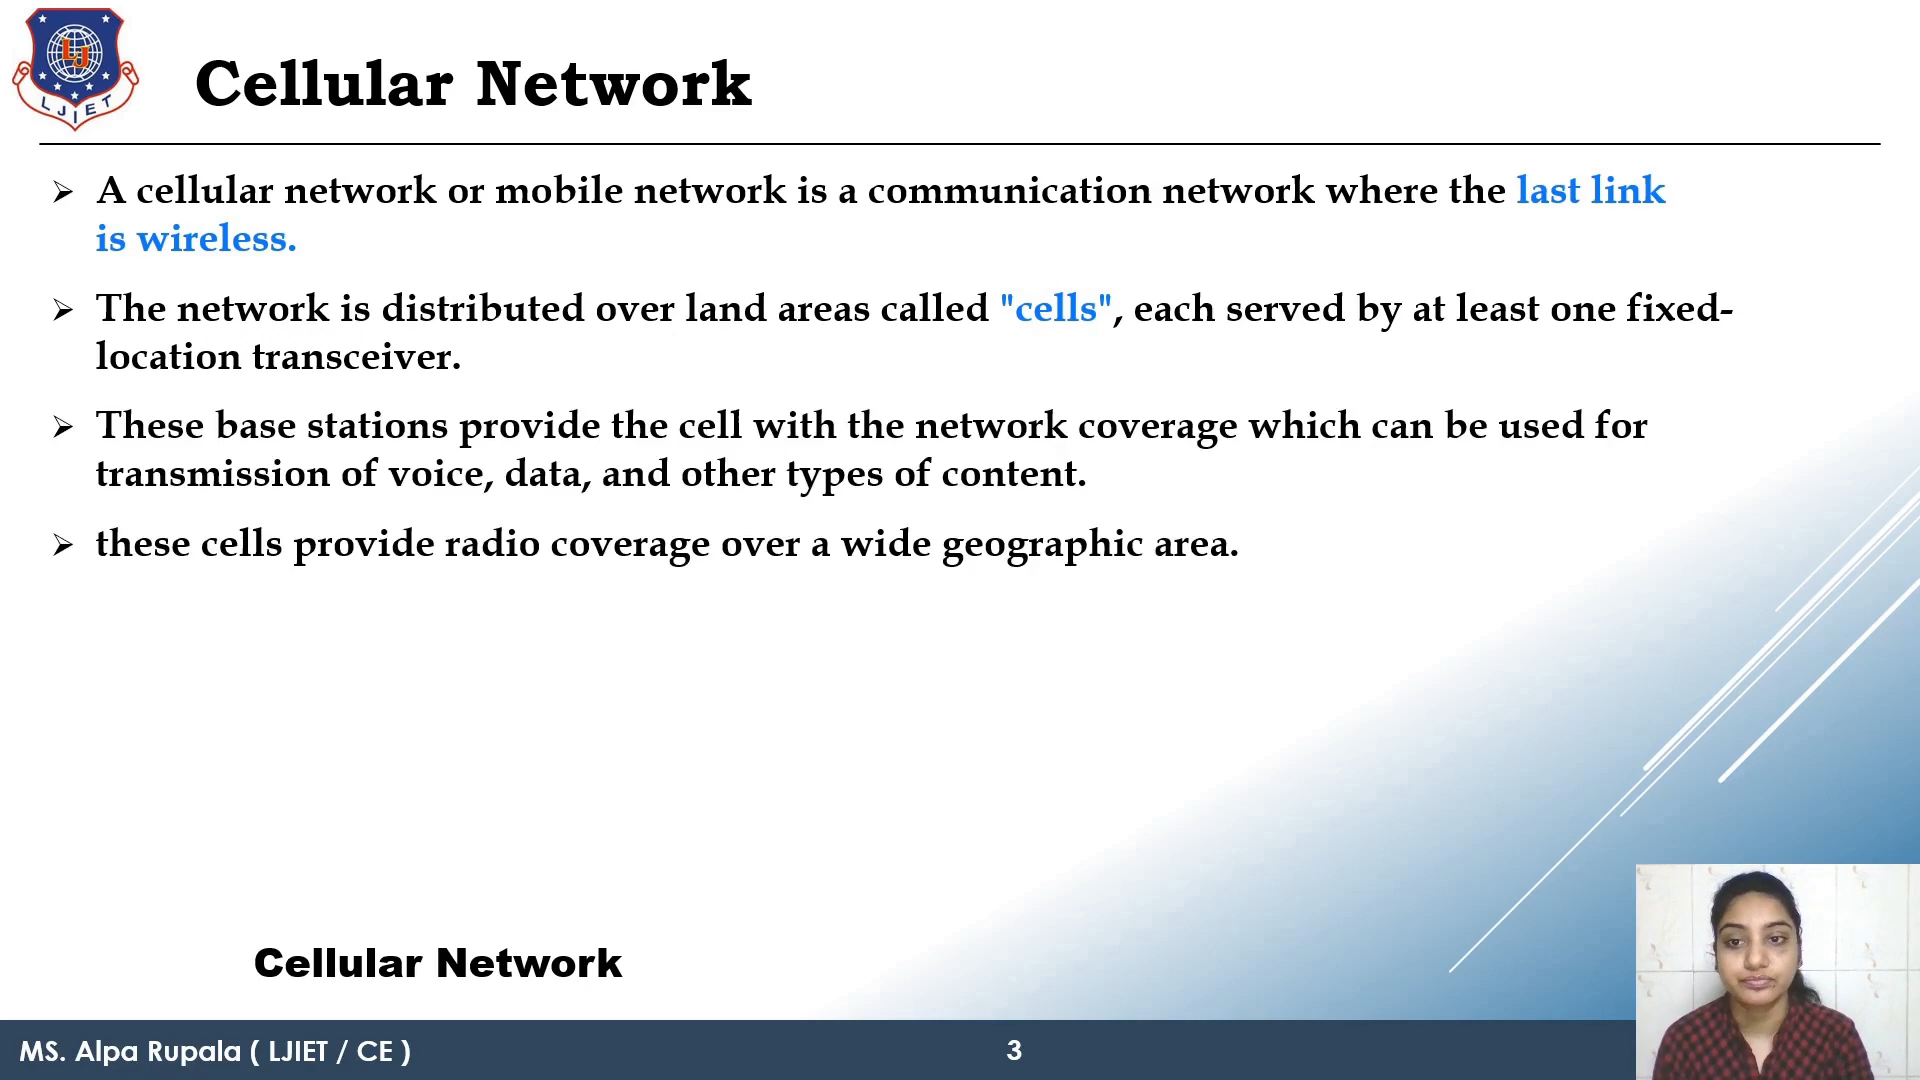 LJ
LJIET
Cellular Network
➢ A cellular network or mobile network is a communication network where the last link
is wireless.
➢ The network is distributed over land areas called "cells", each served by at least one fixed-
location transceiver.
➢ These base stations provide the cell with the network coverage which can be used for
transmission of voice, data, and other types of content.
➢ these cells provide radio coverage over a wide geographic area.
Cellular Network
MS. Alpa Rupala ( LJIET / CE )
3